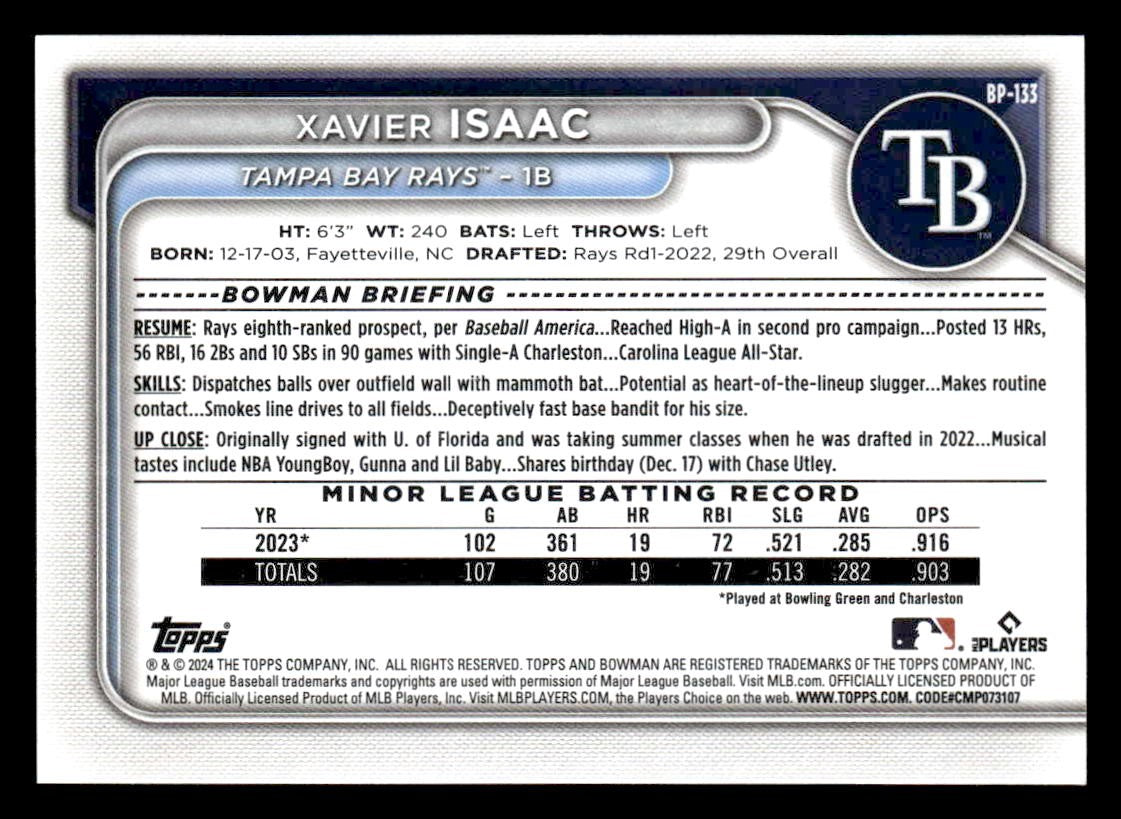 BP-133
XAVIER ISAAC
TB
TM
TAMPA BAY RAYS™ – 1B
HT: 6'3" WT: 240 BATS: Left THROWS: Left
BORN: 12-17-03, Fayetteville, NC DRAFTED: Rays Rd1-2022, 29th Overall
BOWMAN BRIEFING
RESUME: Rays eighth-ranked prospect, per Baseball America...Reached High-A in second pro campaign...Posted 13 HRs,
56 RBI, 16 2Bs and 10 SBs in 90 games with Single-A Charleston...Carolina League All-Star.
SKILLS: Dispatches balls over outfield wall with mammoth bat...Potential as heart-of-the-lineup slugger...Makes routine
contact...Smokes line drives to all fields...Deceptively fast base bandit for his size.
UP CLOSE: Originally signed with U. of Florida and was taking summer classes when he was drafted in 2022...Musical
tastes include NBA YoungBoy, Gunna and Lil Baby...Shares birthday (Dec. 17) with Chase Utley.
MINOR LEAGUE BATTING RECORD
YR G AB HR RBI SLG AVG OPS
2023* 102 361 19 72 .521 .285 .916
TOTALS 107 380 19 77 .513 .282 .903
*Played at Bowling Green and Charleston
Topps®
MLB PLAYERS
® & © 2024 THE TOPPS COMPANY, INC. ALL RIGHTS RESERVED. TOPPS AND BOWMAN ARE REGISTERED TRADEMARKS OF THE TOPPS COMPANY, INC.
Major League Baseball trademarks and copyrights are used with permission of Major League Baseball. Visit MLB.com. OFFICIALLY LICENSED PRODUCT OF
MLB. Officially Licensed Product of MLB Players, Inc. Visit MLBPLAYERS.COM, the Players Choice on the web. WWW.TOPPS.COM. CODE#CMP073107